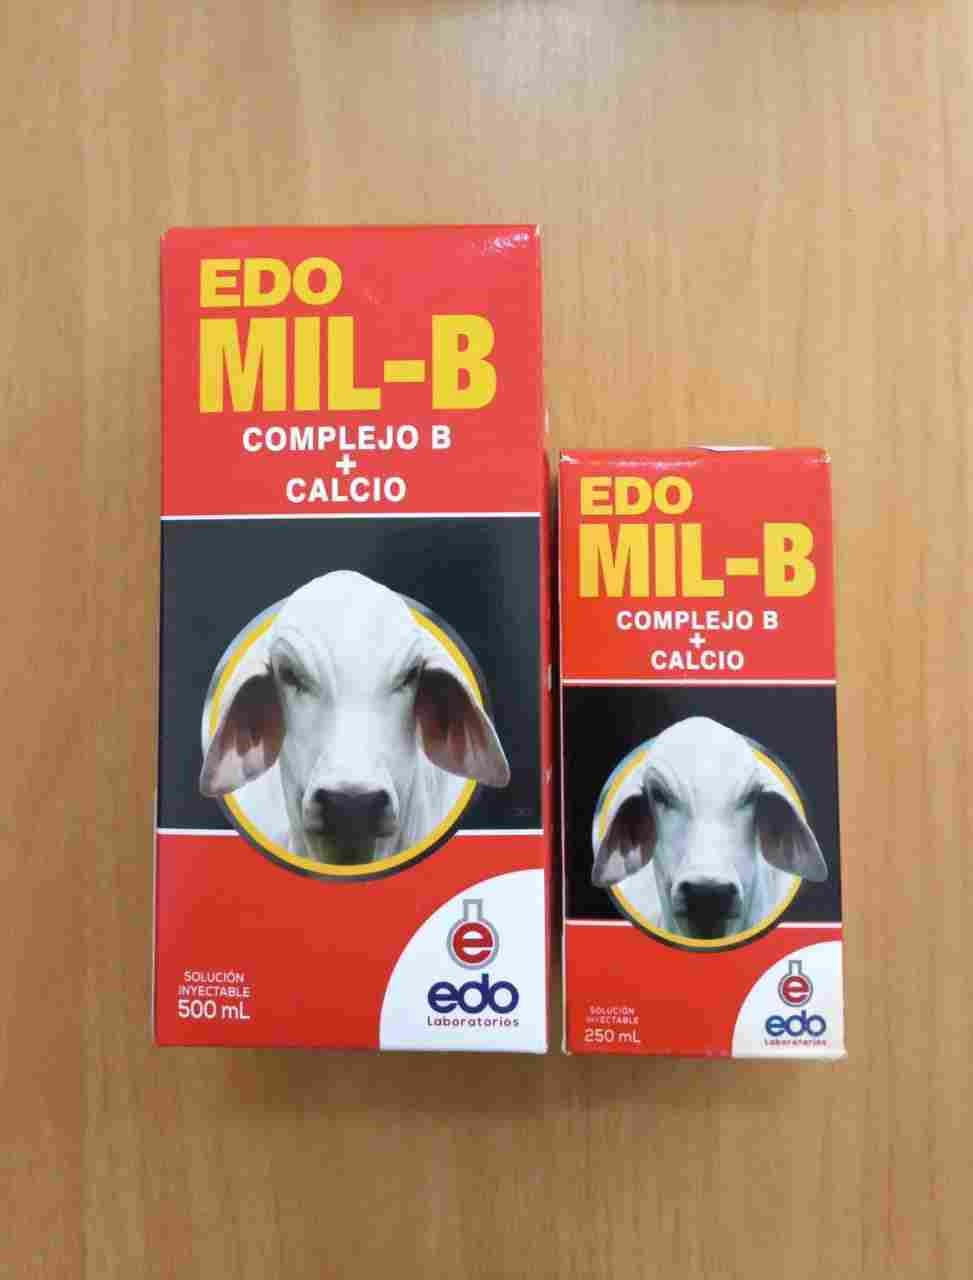 EDO
MIL-B
COMPLEJO B
+
CALCIO
SOLUCIÓN
INYECTABLE
500 mL
e
edo
Laboratorios
EDO
MIL-B
COMPLEJO B
+
CALCIO
SOLUCIÓN
INYECTABLE
250 mL
e
edo
Laboratorios